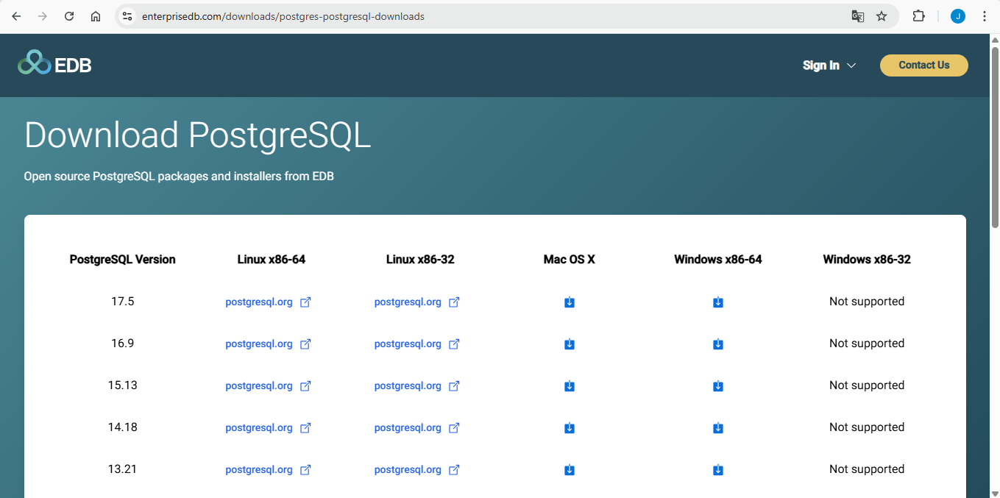 enterprisedb.com/downloads/postgres-postgresql-downloads
J
EDB
Sign In
Contact Us
Download PostgreSQL
Open source PostgreSQL packages and installers from EDB
PostgreSQL Version Linux x86-64 Linux x86-32 Mac OS X Windows x86-64 Windows x86-32
17.5 postgresql.org postgresql.org Not supported
16.9 postgresql.org postgresql.org Not supported
15.13 postgresql.org postgresql.org Not supported
14.18 postgresql.org postgresql.org Not supported
13.21 postgresql.org postgresql.org Not supported